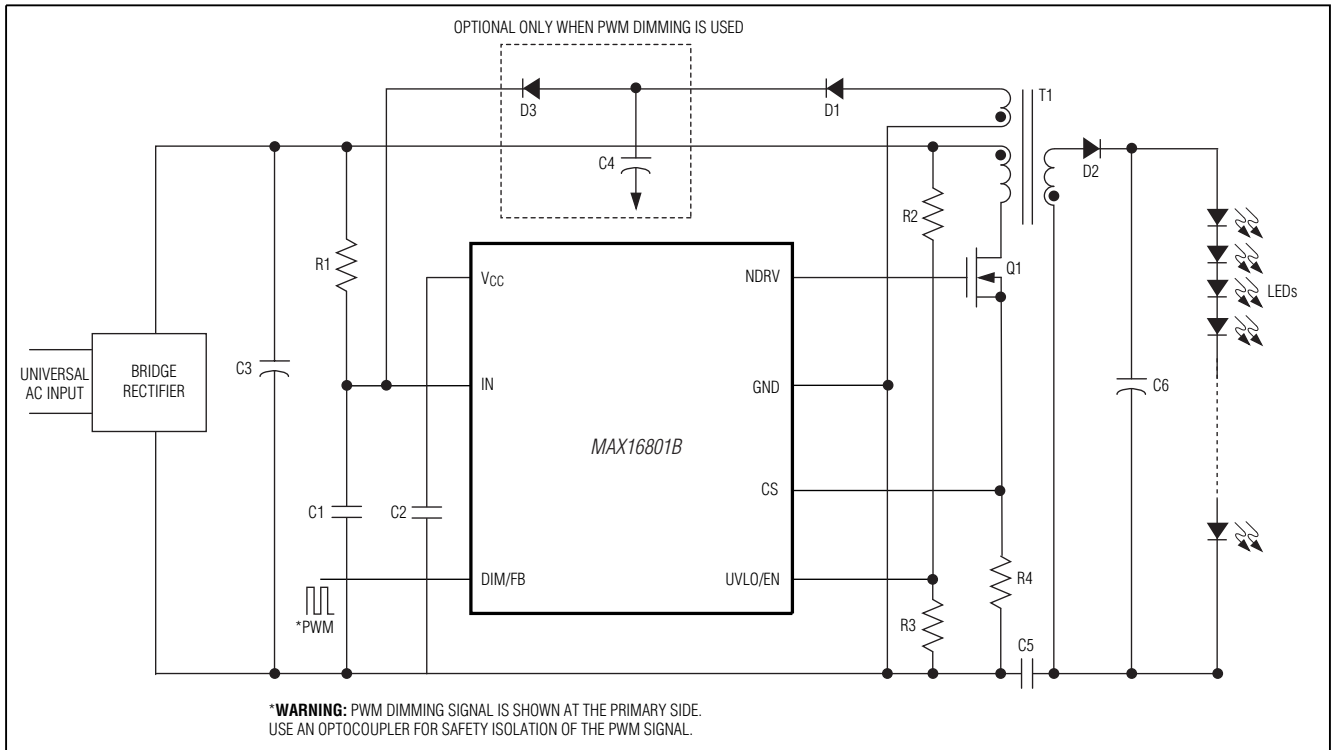 OPTIONAL ONLY WHEN PWM DIMMING IS USED
D3
D1
T1
C4
D2
R2
R1
VCC
NDRV
Q1
LEDs
UNIVERSAL
AC INPUT
BRIDGE
RECTIFIER
C3
IN
GND
C6
MAX16801B
CS
C1
C2
DIM/FB
UVLO/EN
R4
*PWM
R3
C5
*WARNING: PWM DIMMING SIGNAL IS SHOWN AT THE PRIMARY SIDE.
USE AN OPTOCOUPLER FOR SAFETY ISOLATION OF THE PWM SIGNAL.